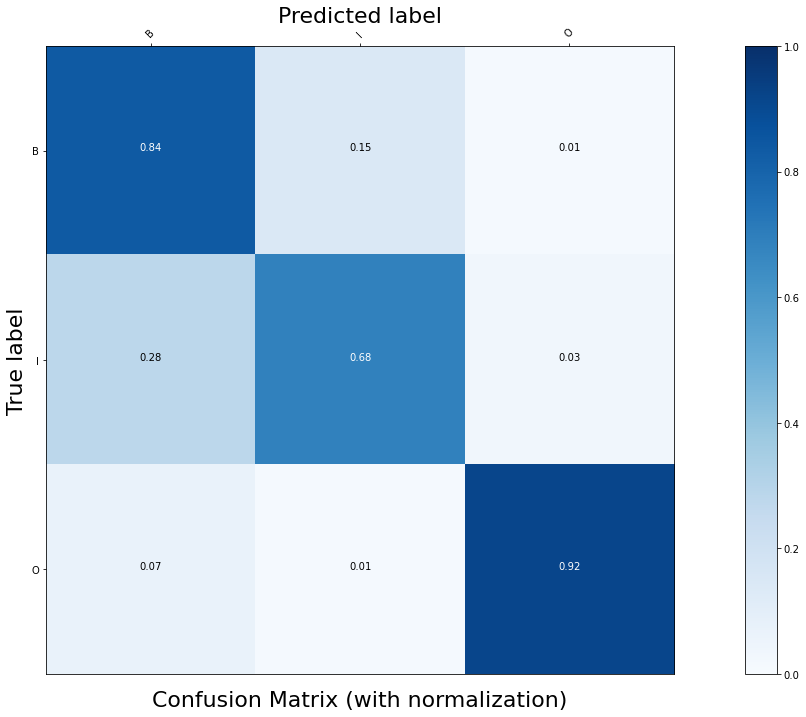 Predicted label
B I O
1.0
B 0.84 0.15 0.01
0.8
0.6
True label
I 0.28 0.68 0.03
0.4
0.2
O 0.07 0.01 0.92
0.0
Confusion Matrix (with normalization)